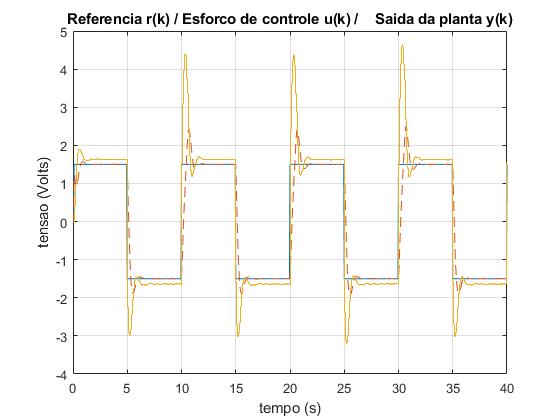 Referencia r(k) / Esforco de controle u(k) / Saida da planta y(k)
5
4
3
2
1
0
-1
-2
-3
-4
tensao (Volts)
0 5 10 15 20 25 30 35 40
tempo (s)